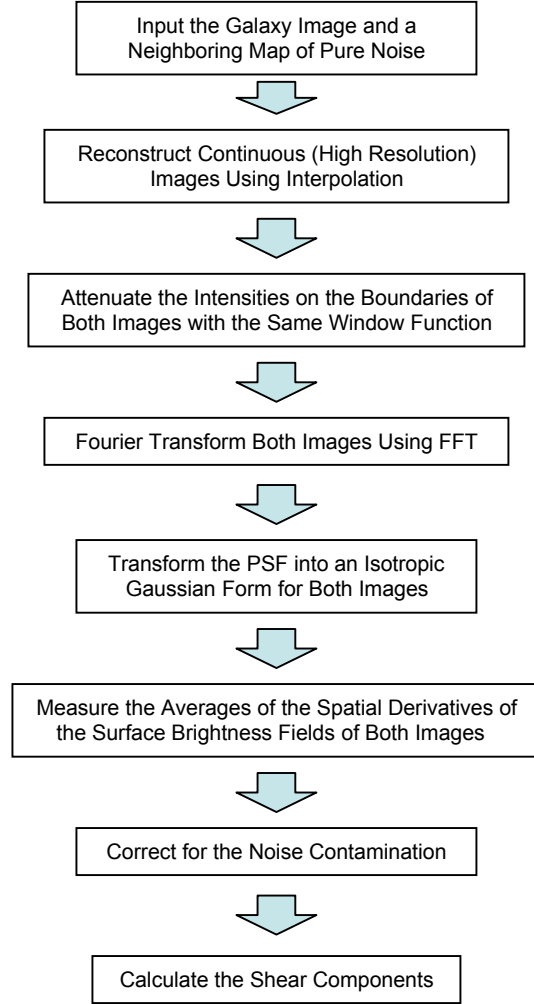 Input the Galaxy Image and a
Neighboring Map of Pure Noise
Reconstruct Continuous (High Resolution)
Images Using Interpolation
Attenuate the Intensities on the Boundaries of
Both Images with the Same Window Function
Fourier Transform Both Images Using FFT
Transform the PSF into an Isotropic
Gaussian Form for Both Images
Measure the Averages of the Spatial Derivatives of
the Surface Brightness Fields of Both Images
Correct for the Noise Contamination
Calculate the Shear Components